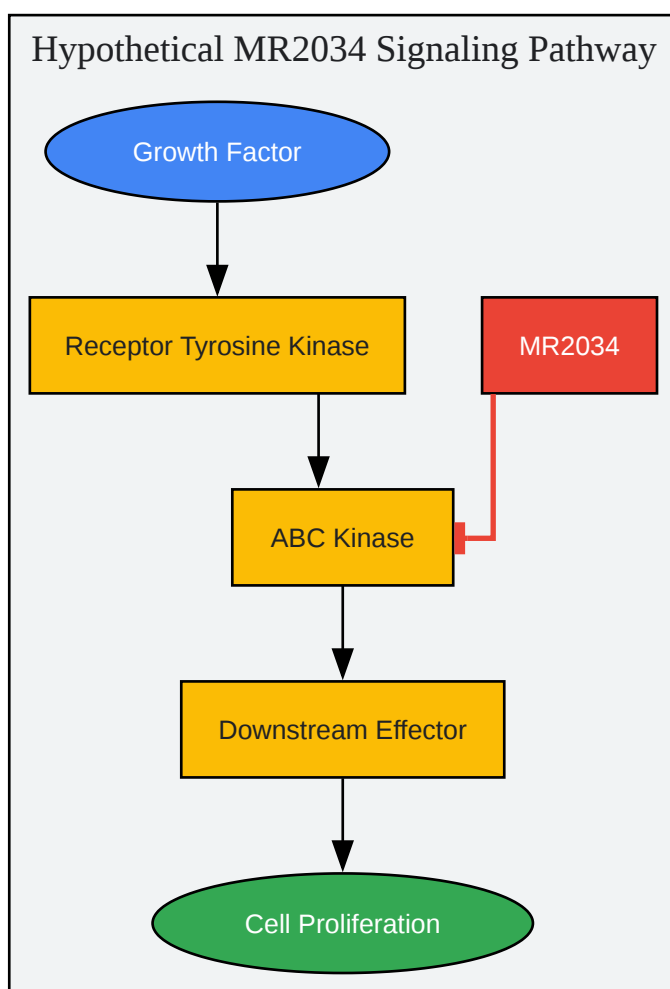 Hypothetical MR2034 Signaling Pathway
Growth Factor
Receptor Tyrosine Kinase
MR2034
ABC Kinase
Downstream Effector
Cell Proliferation